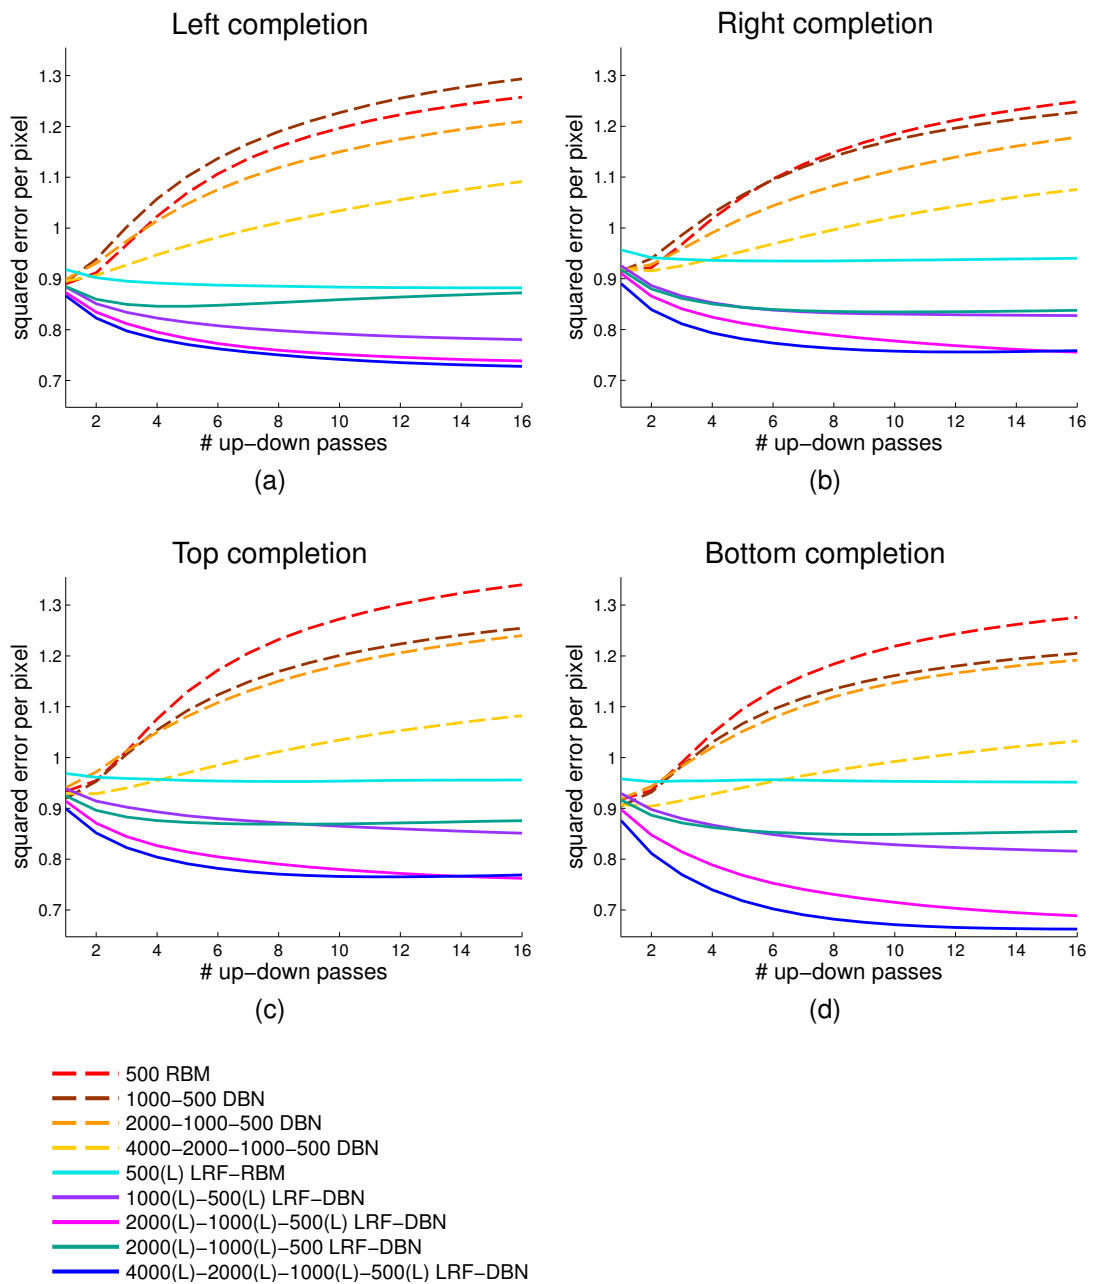 Left completion
squared error per pixel
1.3
1.2
1.1
1
0.9
0.8
0.7
2 4 6 8 10 12 14 16
# up−down passes
(a)
Right completion
squared error per pixel
1.3
1.2
1.1
1
0.9
0.8
0.7
2 4 6 8 10 12 14 16
# up−down passes
(b)
Top completion
squared error per pixel
1.3
1.2
1.1
1
0.9
0.8
0.7
2 4 6 8 10 12 14 16
# up−down passes
(c)
Bottom completion
squared error per pixel
1.3
1.2
1.1
1
0.9
0.8
0.7
2 4 6 8 10 12 14 16
# up−down passes
(d)
500 RBM
1000−500 DBN
2000−1000−500 DBN
4000−2000−1000−500 DBN
500(L) LRF−RBM
1000(L)−500(L) LRF−DBN
2000(L)−1000(L)−500(L) LRF−DBN
2000(L)−1000(L)−500 LRF−DBN
4000(L)−2000(L)−1000(L)−500(L) LRF−DBN